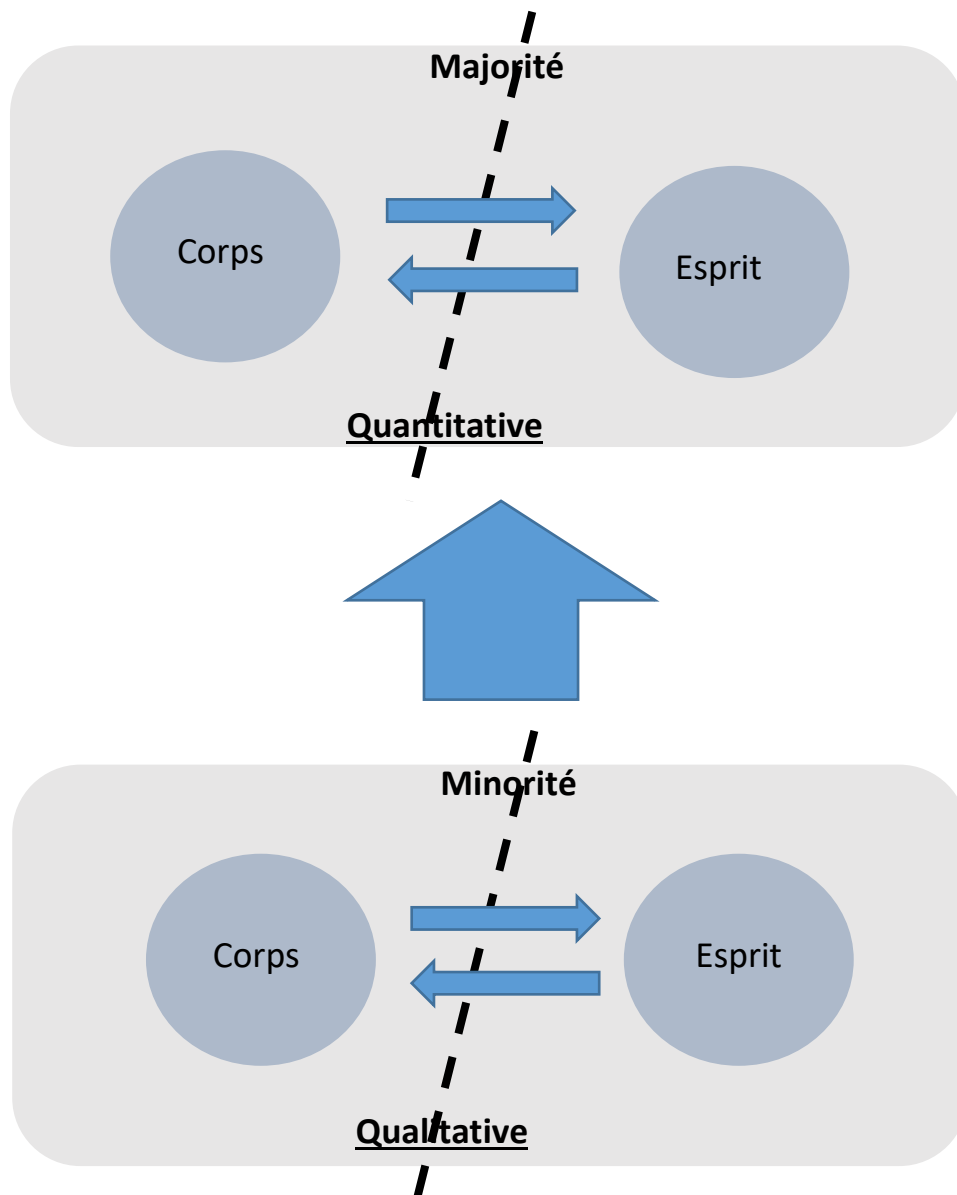 Majorité
Corps
Esprit
Quantitative
Minorité
Corps
Esprit
Qualitative